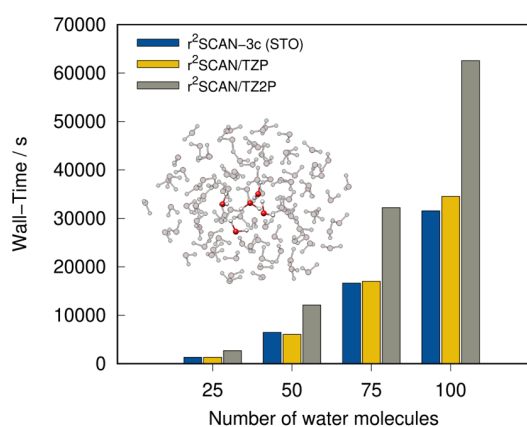 70000
60000
50000
40000
30000
20000
10000
0
Wall-Time / s
r²SCAN-3c (STO)
r²SCAN/TZP
r²SCAN/TZ2P
25 50 75 100
Number of water molecules